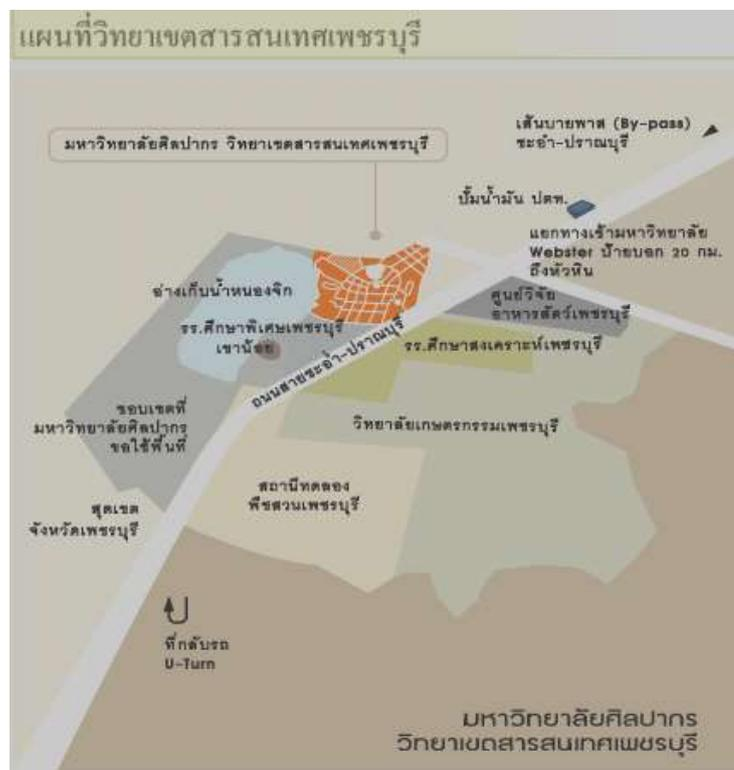 แผนที่วิทยาเขตสารสนเทศเพชรบุรี
เส้นบายพาส (By-pass)
ชะอำ-ปราณบุรี
มหาวิทยาลัยศิลปากร วิทยาเขตสารสนเทศเพชรบุรี
ปั๊มน้ำมัน ปตท.
แยกทางเข้ามหาวิทยาลัย
Webster ป้ายบอก 20 กม.
ถึงหัวหิน
อ่างเก็บน้ำหนองจิก
ศูนย์วิจัย
อาหารสัตว์เพชรบุรี
รร.ศึกษาพิเศษเพชรบุรี
เขาน้อย
ถนนสายชะอำ-ปราณบุรี
รร.ศึกษาสงเคราะห์เพชรบุรี
ขอบเขตที่
มหาวิทยาลัยศิลปากร
ขอใช้พื้นที่
วิทยาลัยเกษตรกรรมเพชรบุรี
สถานีทดลอง
พืชสวนเพชรบุรี
สุดเขต
จังหวัดเพชรบุรี
ที่กลับรถ
U-Turn
มหาวิทยาลัยศิลปากร
วิทยาเขตสารสนเทศเพชรบุรี